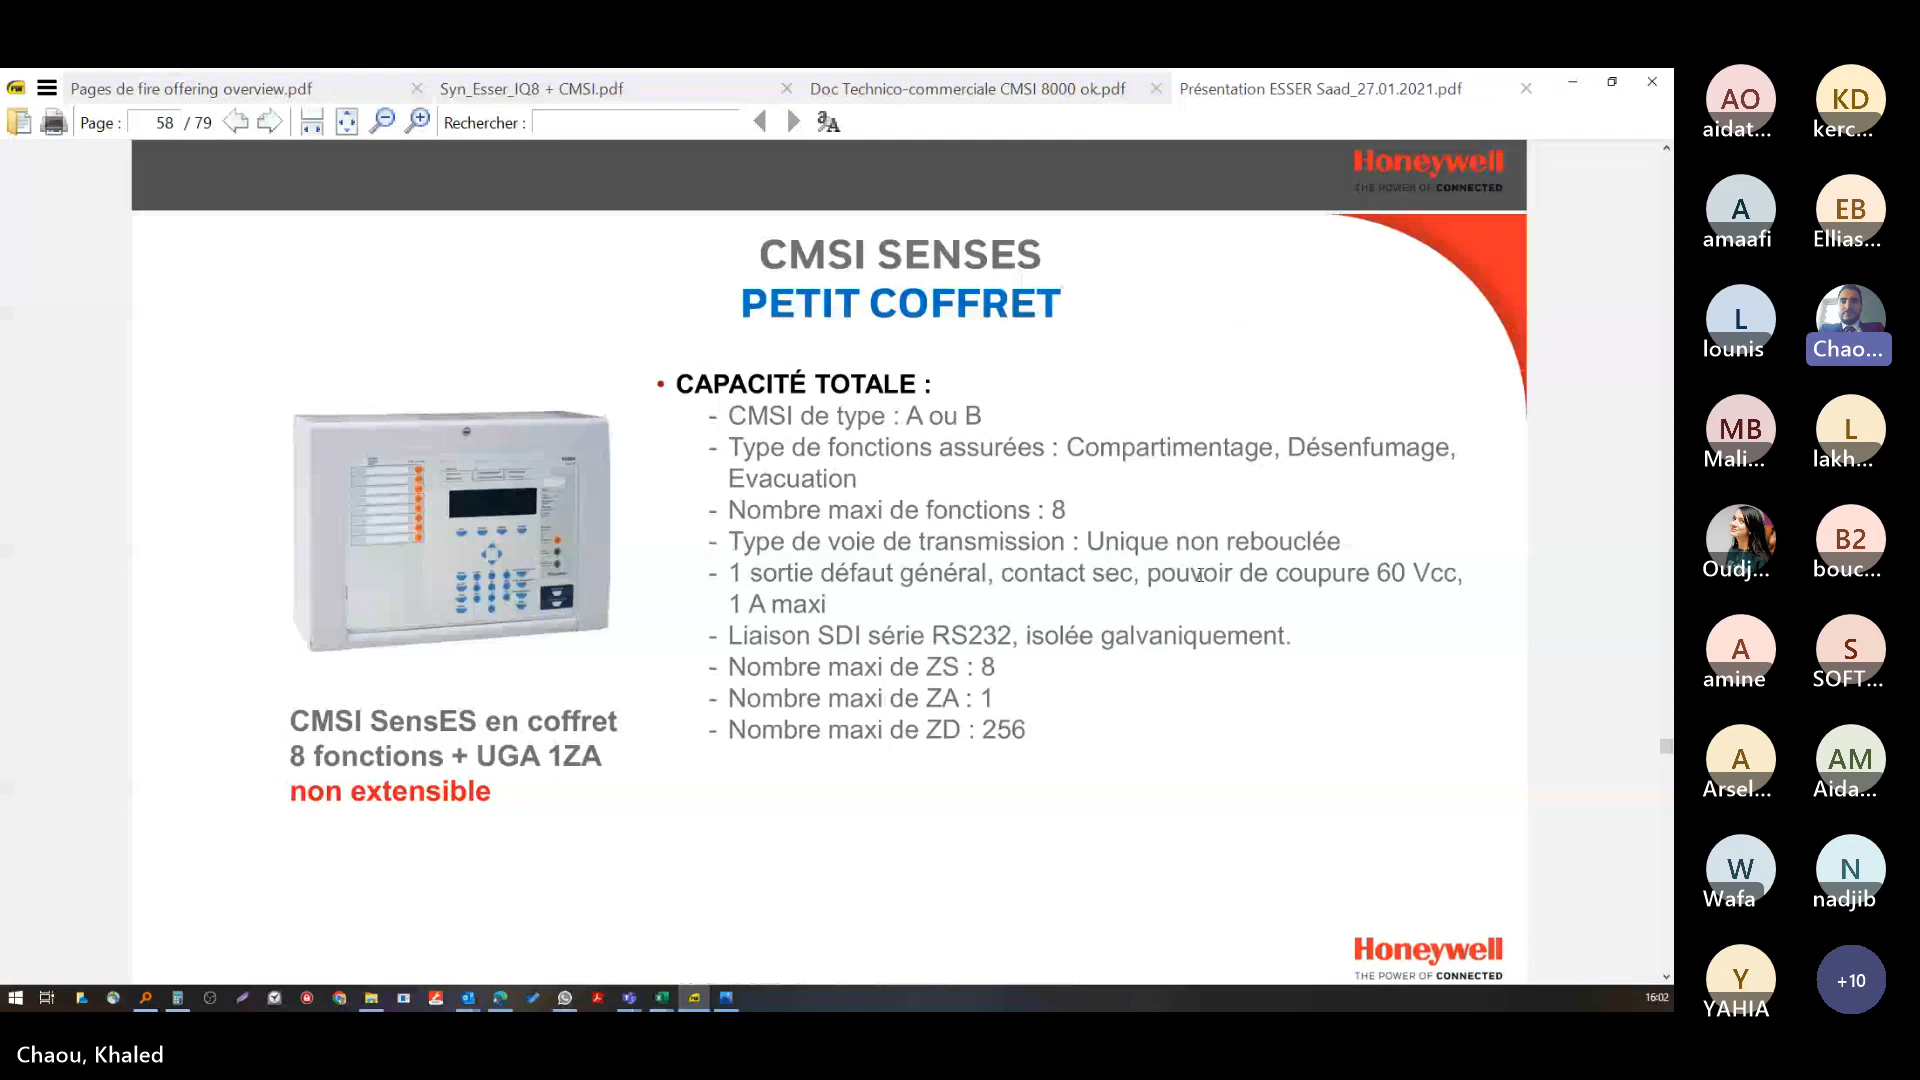 Pages de fire offering overview.pdf
Syn_Esser_IQ8 + CMSI.pdf
Doc Technico-commerciale CMSI 8000 ok.pdf
Présentation ESSER Saad_27.01.2021.pdf
Page : 58 / 79
Rechercher :
Honeywell
THE POWER OF CONNECTED
CMSI SENSES
PETIT COFFRET
• CAPACITÉ TOTALE :
- CMSI de type : A ou B
- Type de fonctions assurées : Compartimentage, Désenfumage,
Evacuation
- Nombre maxi de fonctions : 8
- Type de voie de transmission : Unique non rebouclée
- 1 sortie défaut général, contact sec, pouvoir de coupure 60 Vcc,
1 A maxi
- Liaison SDI série RS232, isolée galvaniquement.
- Nombre maxi de ZS : 8
- Nombre maxi de ZA : 1
- Nombre maxi de ZD : 256
CMSI SensES en coffret
8 fonctions + UGA 1ZA
non extensible
Honeywell
THE POWER OF CONNECTED
16:02
Chaou, Khaled
AO
aidat...
KD
kerc...
A
amaafi
EB
Ellias...
L
lounis
Chao...
MB
Mali...
L
lakh...
Oudj...
B2
bouc...
A
amine
S
SOFT...
A
Arsel...
AM
Aida...
W
Wafa
N
nadjib
Y
YAHIA
+10